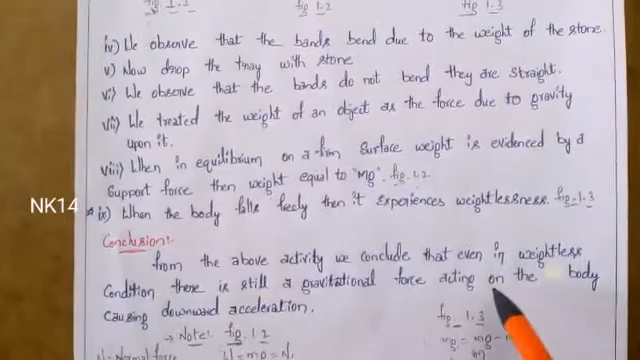 fig 1.1 fig 1.2 fig 1.3
iv) We observe that the bands bend due to the weight of the stone.
v) Now drop the tray with stone
vi) We observe that the bands do not bend they are straight.
vii) We treated the weight of an object as the force due to gravity
upon it.
viii) When in equilibrium on a firm surface weight is evidenced by a
support force then weight equal to "mg". fig.1.2
ix) When the body falls freely then it experiences weightlessness. fig-1.3
NK14
Conclusion:-
From the above activity we conclude that even in weightless
Condition there is still a gravitational force acting on the body
causing downward acceleration.
→ Note: fig 1.2 fig 1.3
N=Normal force W=mg=N. mg=mg-